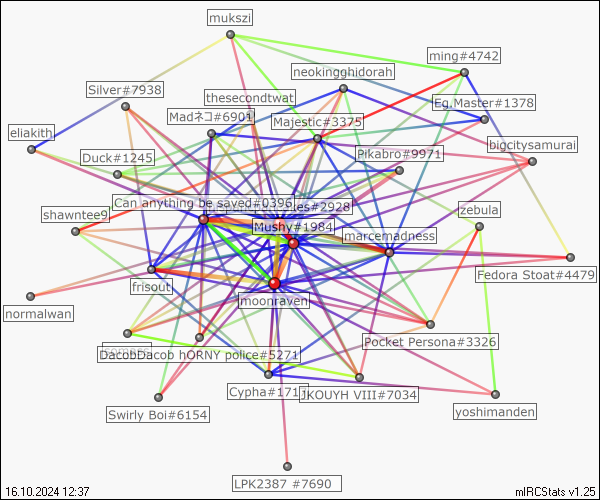 mukszi
ming#4742
neokingghidorah
Silver#7938
thesecondtwat
Eg.Master#1378
Madネコ#6901
Majestic#3375
eliakith
bigcitysamurai
Pikabro#9971
Duck#1245
Can anything be saved#0396
#2928
shawntee9
zebula
Mushy#1984
marcemadness
Fedora Stoat#4479
frisout
moonraven
normalwan
Pocket Persona#3326
DacobDacob hORNY police#5271
Cypha#171
JKOUYH VIII#7034
Swirly Boi#6154
yoshimanden
LPK2387 #7690
16.10.2024 12:37
mIRCStats v1.25